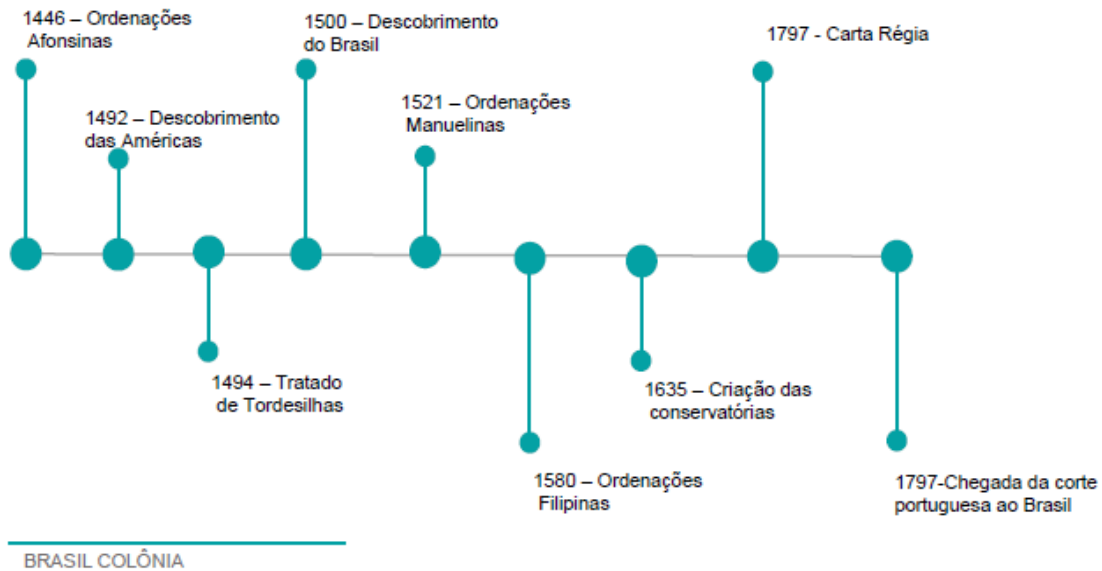 1446 – Ordenações
Afonsinas
1492 – Descobrimento
das Américas
1494 – Tratado
de Tordesilhas
1500 – Descobrimento
do Brasil
1521 – Ordenações
Manuelinas
1580 – Ordenações
Filipinas
1635 – Criação das
conservatórias
1797 - Carta Régia
1797-Chegada da corte
portuguesa ao Brasil
BRASIL COLÔNIA